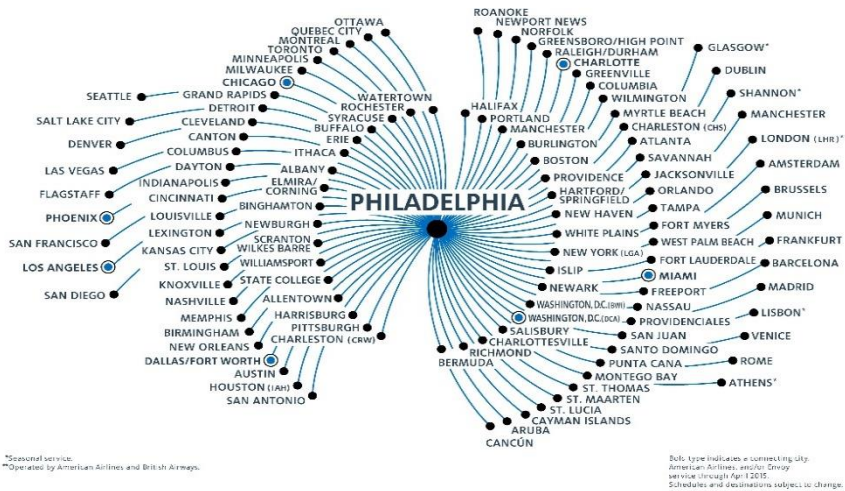 OTTAWA
QUEBEC CITY
MONTREAL
TORONTO
MINNEAPOLIS
MILWAUKEE
CHICAGO
GRAND RAPIDS
DETROIT
CLEVELAND
CANTON
COLUMBUS
DAYTON
INDIANAPOLIS
CINCINNATI
LOUISVILLE
LEXINGTON
KANSAS CITY
ST. LOUIS
KNOXVILLE
NASHVILLE
MEMPHIS
BIRMINGHAM
NEW ORLEANS
DALLAS/FORT WORTH
AUSTIN
HOUSTON (IAH)
SAN ANTONIO
SEATTLE
SALT LAKE CITY
DENVER
LAS VEGAS
FLAGSTAFF
PHOENIX
SAN FRANCISCO
LOS ANGELES
SAN DIEGO
WATERTOWN
ROCHESTER
SYRACUSE
BUFFALO
ERIE
ITHACA
ALBANY
ELMIRA/
CORNING
BINGHAMTON
NEWBURGH
SCRANTON
WILKES BARRE
WILLIAMSPORT
STATE COLLEGE
ALLENTOWN
HARRISBURG
PITTSBURGH
CHARLESTON (CRW)
PHILADELPHIA
ROANOKE
NEWPORT NEWS
NORFOLK
GREENSBORO/HIGH POINT
RALEIGH/DURHAM
CHARLOTTE
GREENVILLE
COLUMBIA
WILMINGTON
MYRTLE BEACH
CHARLESTON (CHS)
ATLANTA
SAVANNAH
JACKSONVILLE
ORLANDO
TAMPA
FORT MYERS
WEST PALM BEACH
FORT LAUDERDALE
MIAMI
FREEPORT
NASSAU
PROVIDENCIALES
SAN JUAN
SANTO DOMINGO
PUNTA CANA
MONTEGO BAY
ST. THOMAS
ST. MAARTEN
ST. LUCIA
CAYMAN ISLANDS
ARUBA
CANCÚN
HALIFAX
PORTLAND
MANCHESTER
BURLINGTON
BOSTON
PROVIDENCE
HARTFORD/
SPRINGFIELD
NEW HAVEN
WHITE PLAINS
NEW YORK (LGA)
ISLIP
NEWARK
WASHINGTON, D.C. (BWI)
WASHINGTON, D.C. (DCA)
SALISBURY
CHARLOTTESVILLE
RICHMOND
BERMUDA
GLASGOW*
DUBLIN
SHANNON*
MANCHESTER
LONDON (LHR)*
AMSTERDAM
BRUSSELS
MUNICH
FRANKFURT
BARCELONA
MADRID
LISBON*
VENICE
ROME
ATHENS*
*Seasonal service.
**Operated by American Airlines and British Airways.
Bold type indicates a connecting city.
American Airlines, and/or Envoy
service through April 2015.
Schedules and destinations subject to change.